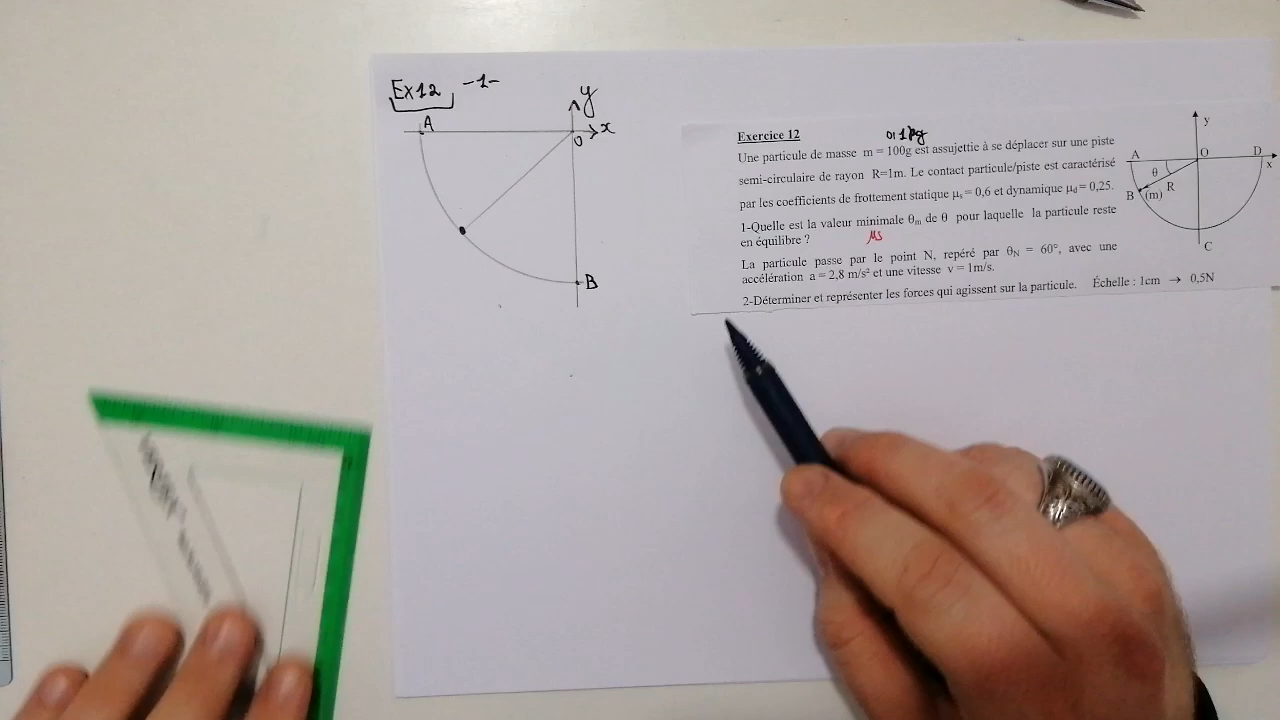 Ex12 -1-
y
A
O
x
B
Exercice 12
0,1 kg
Une particule de masse m = 100g est assujettie à se déplacer sur une piste
semi-circulaire de rayon R=1m. Le contact particule/piste est caractérisé
par les coefficients de frottement statique μs = 0,6 et dynamique μd = 0,25.
1-Quelle est la valeur minimale θm de θ pour laquelle la particule reste
en équilibre ?
μs
La particule passe par le point N, repéré par θN = 60°, avec une
accélération a = 2,8 m/s² et une vitesse v = 1m/s.
2-Déterminer et représenter les forces qui agissent sur la particule. Échelle : 1cm → 0,5N
y
A O D
x
θ
B (m) R
C